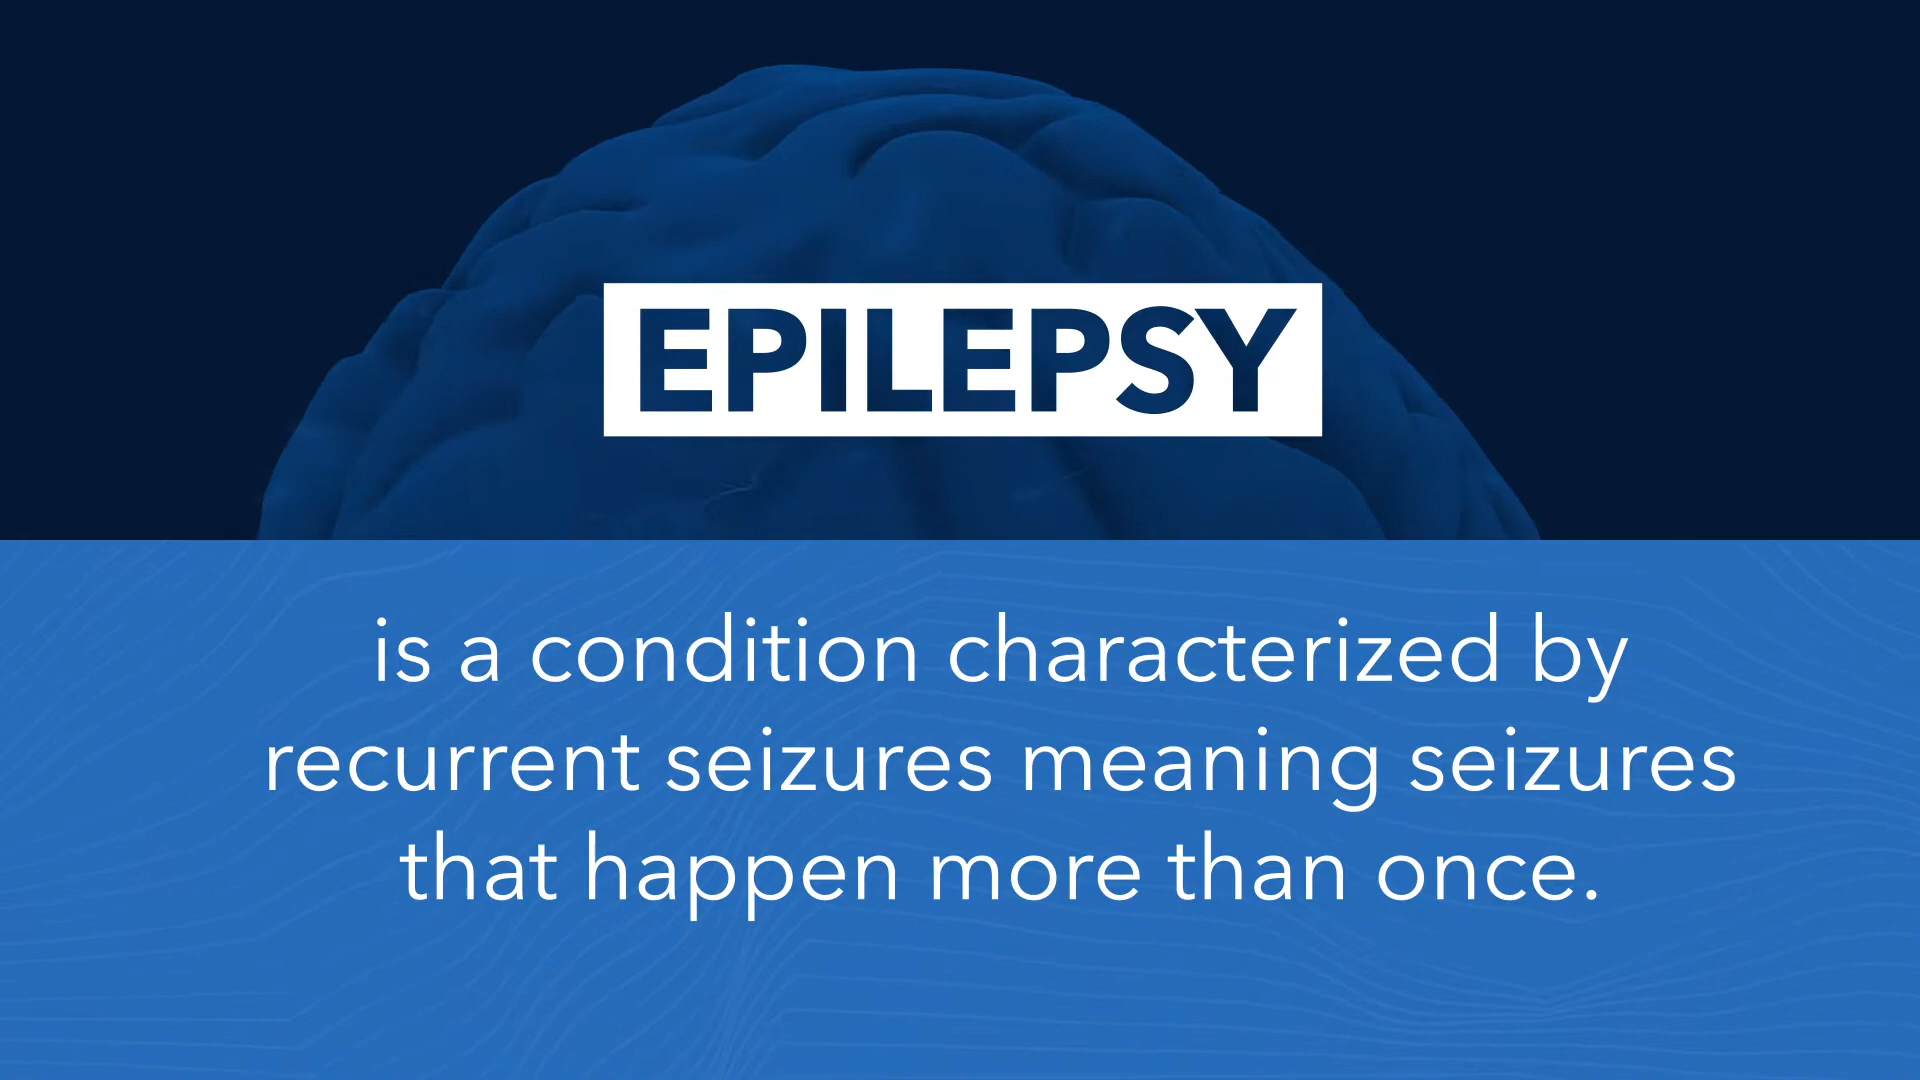 EPILEPSY
is a condition characterized by
recurrent seizures meaning seizures
that happen more than once.